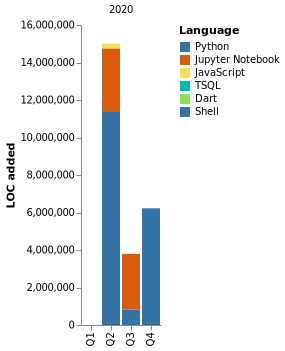 2020
Language
Python
Jupyter Notebook
JavaScript
TSQL
Dart
Shell
LOC added
16,000,000
14,000,000
12,000,000
10,000,000
8,000,000
6,000,000
4,000,000
2,000,000
0
Q1
Q2
Q3
Q4